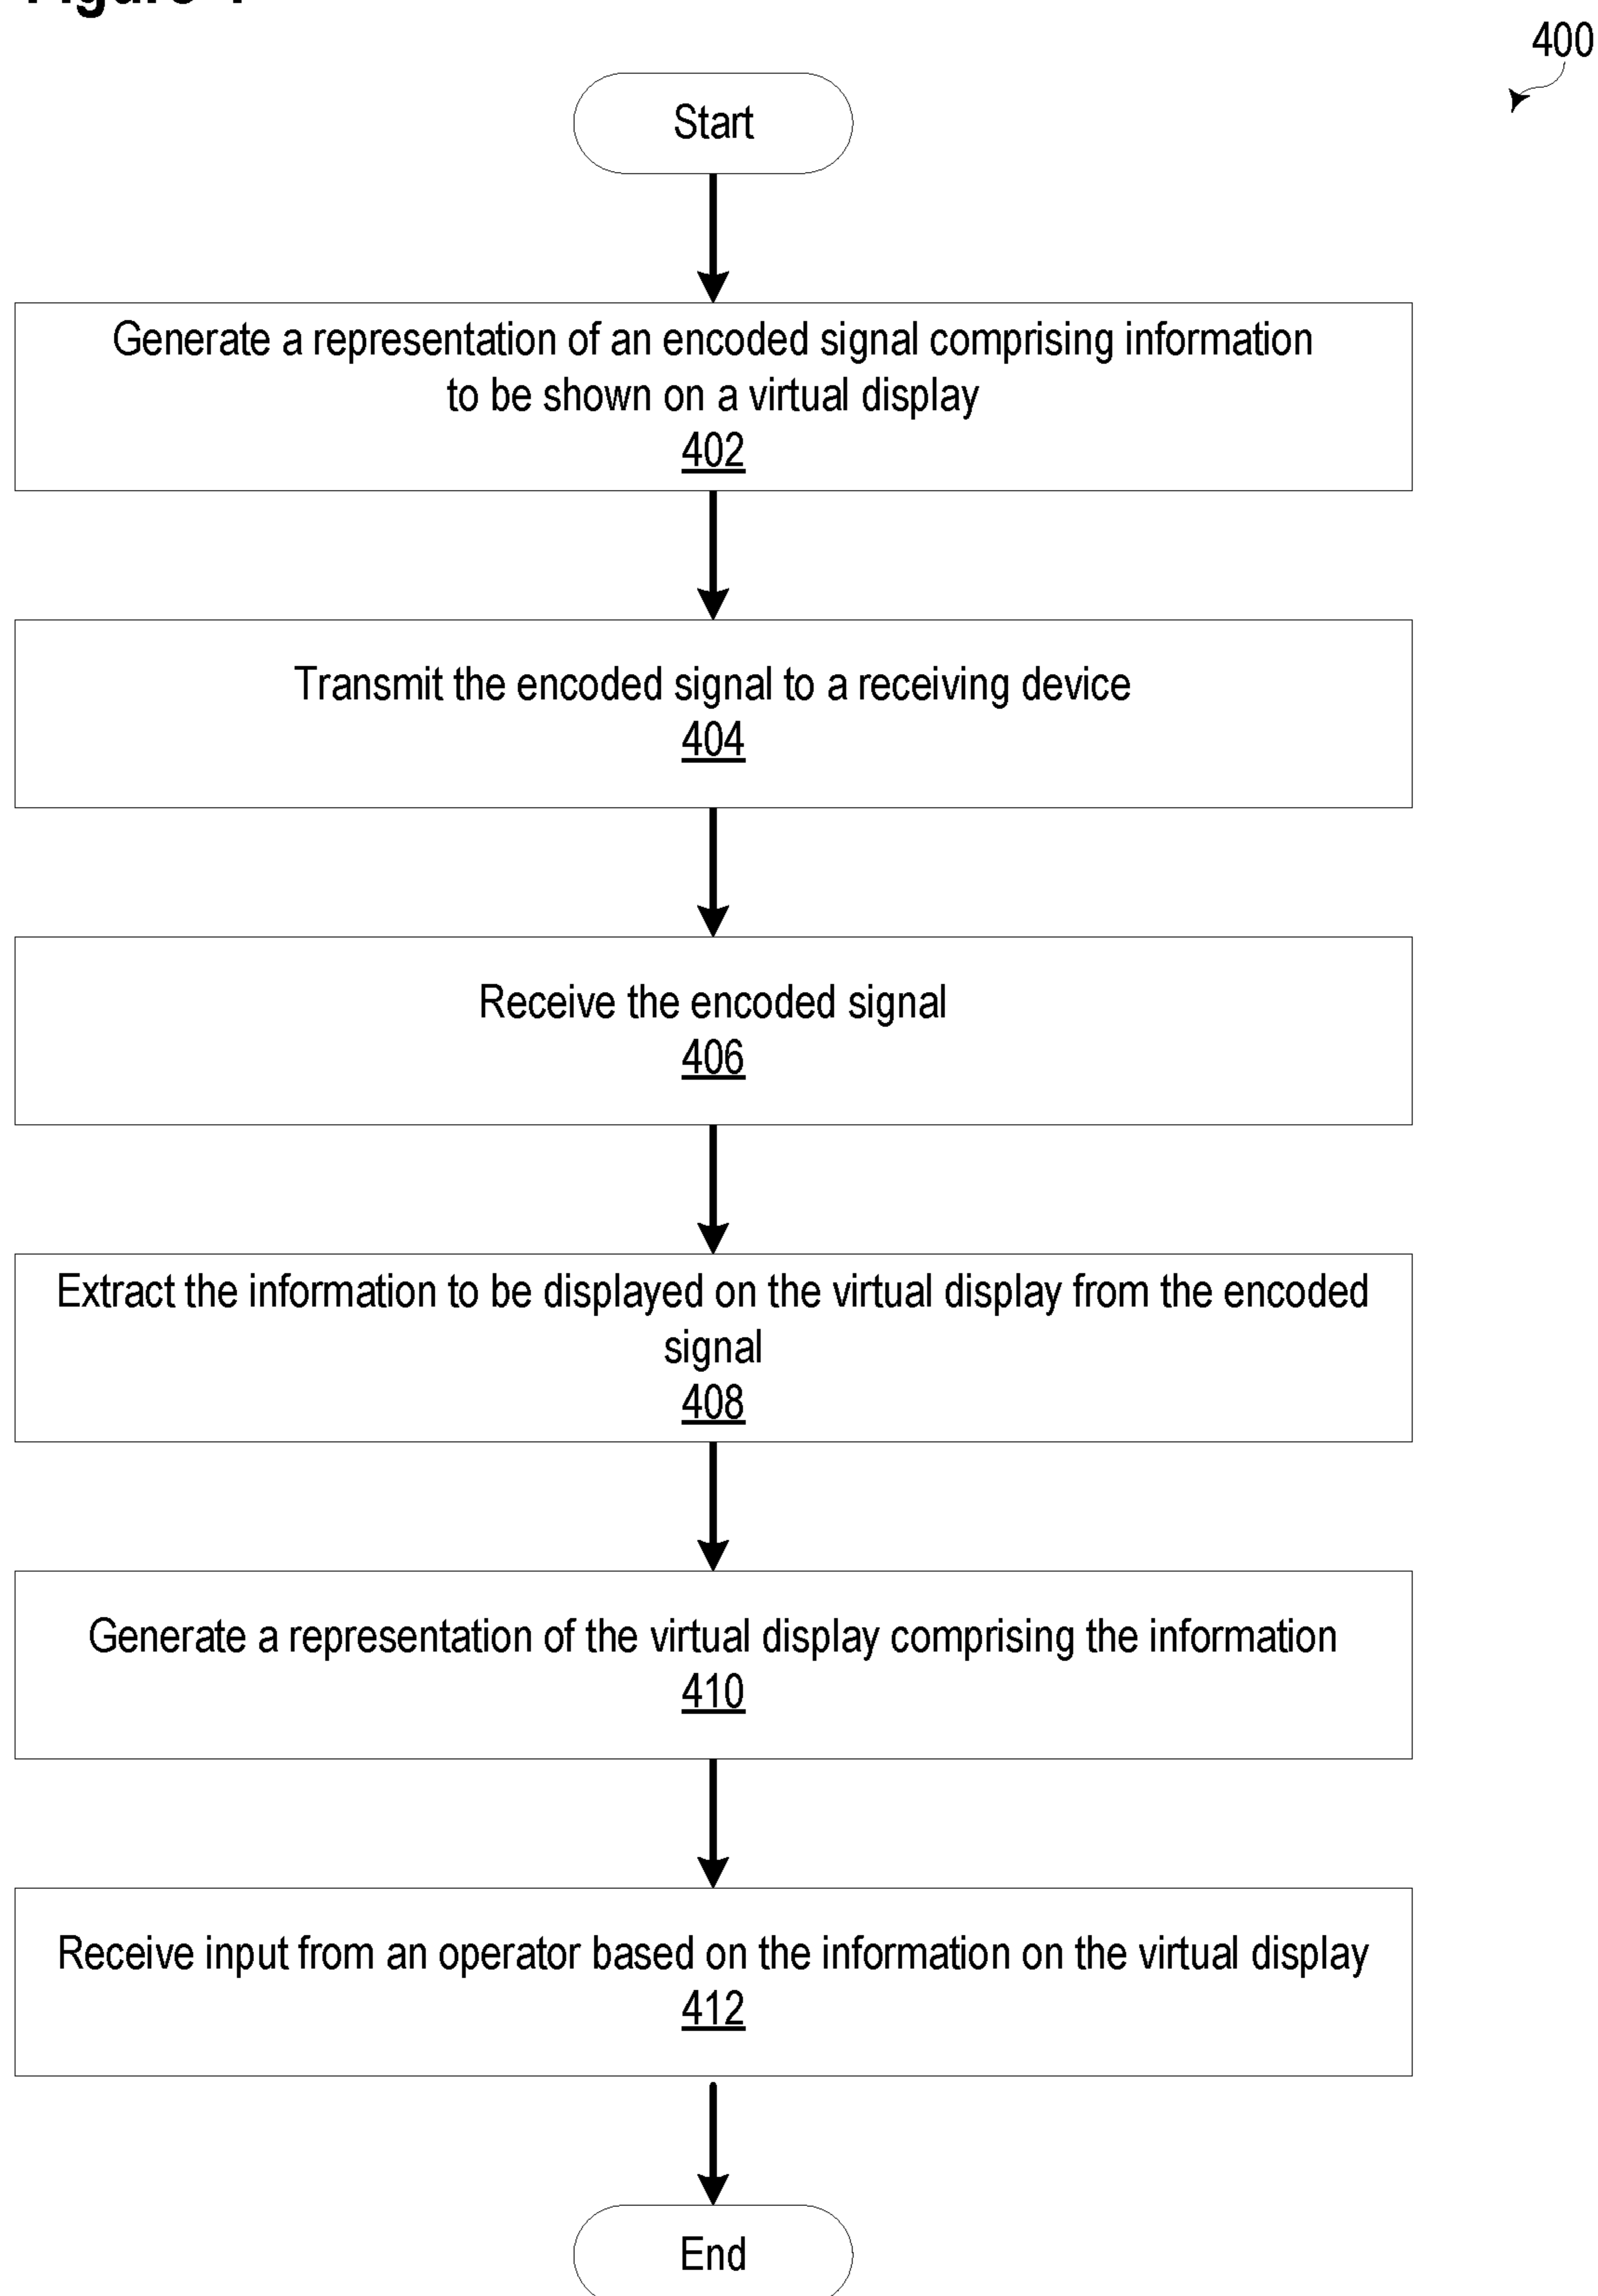 400
Start
Generate a representation of an encoded signal comprising information
to be shown on a virtual display
402
Transmit the encoded signal to a receiving device
404
Receive the encoded signal
406
Extract the information to be displayed on the virtual display from the encoded
signal
408
Generate a representation of the virtual display comprising the information
410
Receive input from an operator based on the information on the virtual display
412
End